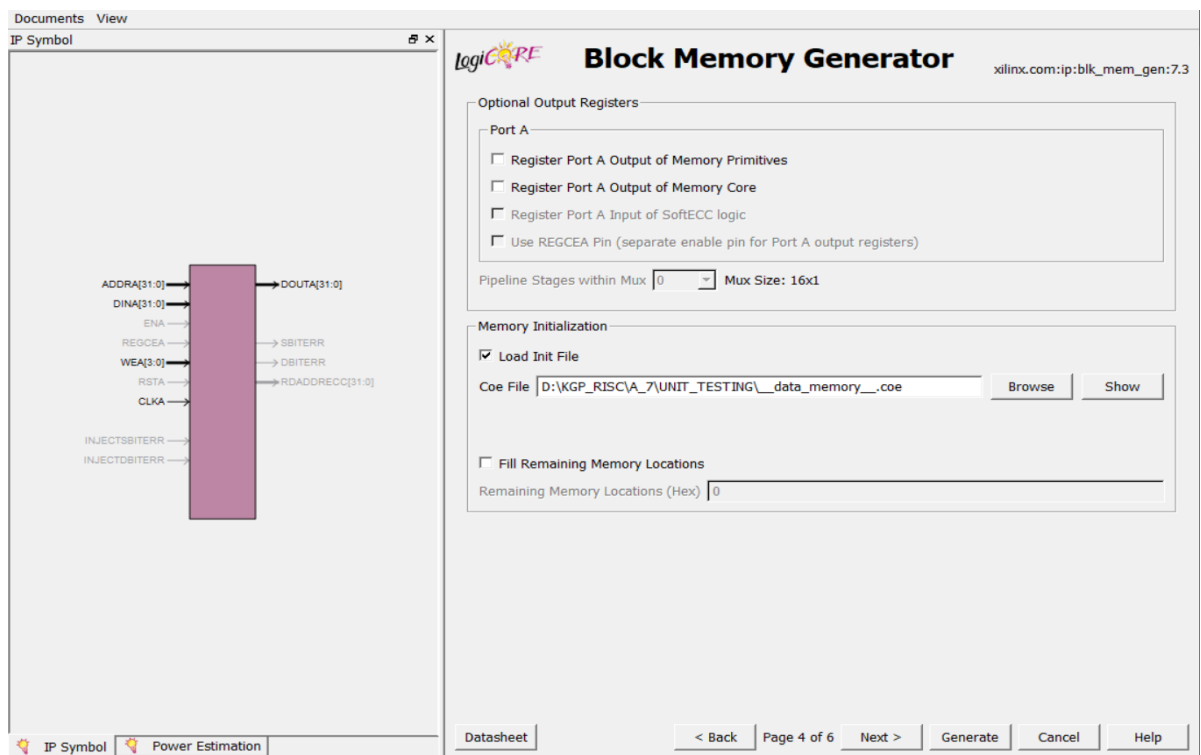 Documents View
IP Symbol
ADDRA[31:0]
DOUTA[31:0]
DINA[31:0]
ENA
REGCEA
SBITERR
WEA[3:0]
DBITERR
RSTA
RDADDRECC[31:0]
CLKA
INJECTSBITERR
INJECTDBITERR
IP Symbol
Power Estimation
logiCORE
Block Memory Generator
xilinx.com:ip:blk_mem_gen:7.3
Optional Output Registers
Port A
Register Port A Output of Memory Primitives
Register Port A Output of Memory Core
Register Port A Input of SoftECC logic
Use REGCEA Pin (separate enable pin for Port A output registers)
Pipeline Stages within Mux 0 Mux Size: 16x1
Memory Initialization
Load Init File
Coe File D:\KGP_RISC\A_7\UNIT_TESTING\__data_memory__.coe Browse Show
Fill Remaining Memory Locations
Remaining Memory Locations (Hex) 0
Datasheet < Back Page 4 of 6 Next > Generate Cancel Help